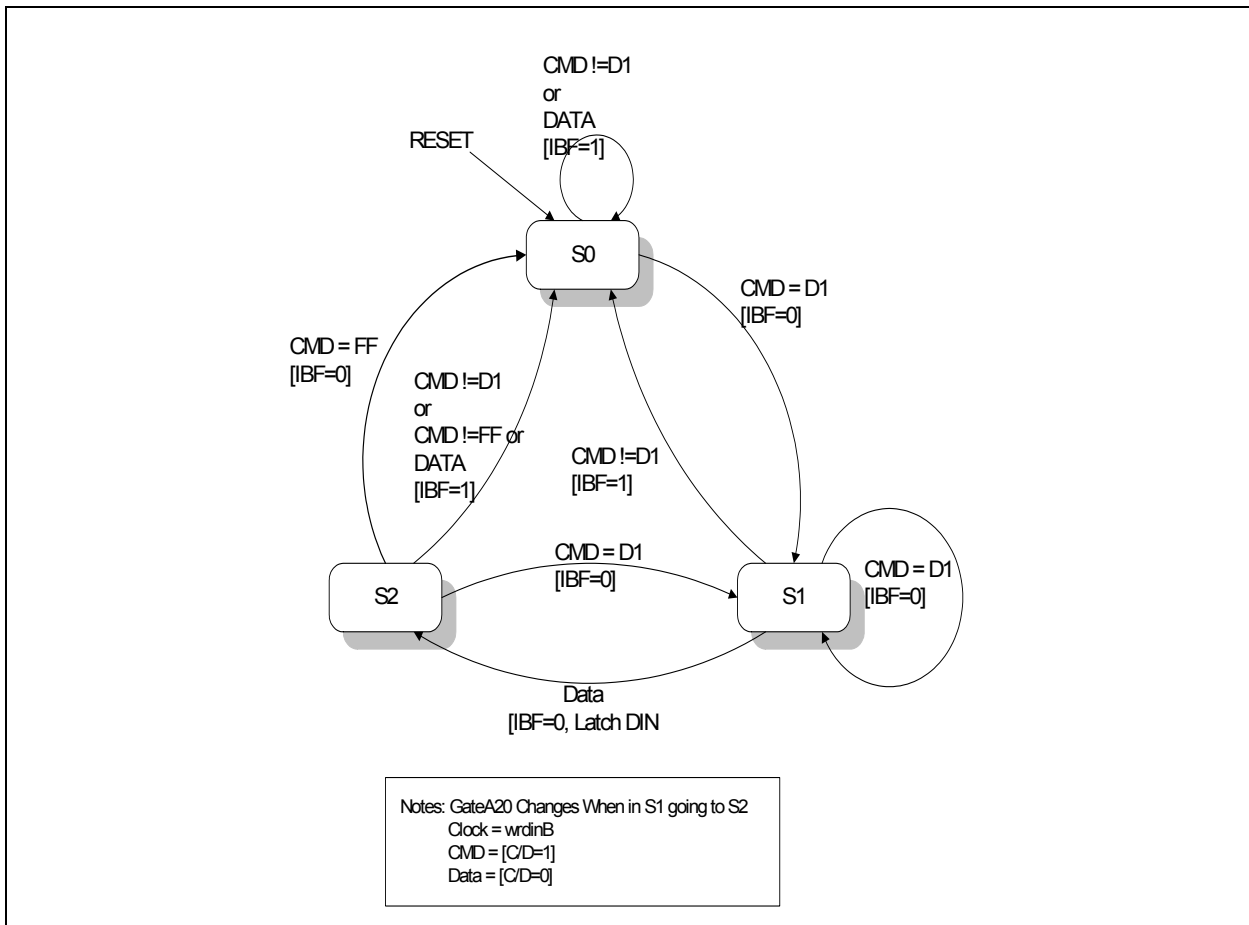 CMD !=D1
or
DATA
[IBF=1]
RESET
S0
CMD = D1
[IBF=0]
CMD = FF
[IBF=0]
CMD !=D1
or
CMD !=FF or
DATA
[IBF=1]
CMD !=D1
[IBF=1]
CMD = D1
[IBF=0]
CMD = D1
[IBF=0]
S2
S1
Data
[IBF=0, Latch DIN
Notes: GateA20 Changes When in S1 going to S2
Clock = wrdinB
CMD = [C/D=1]
Data = [C/D=0]